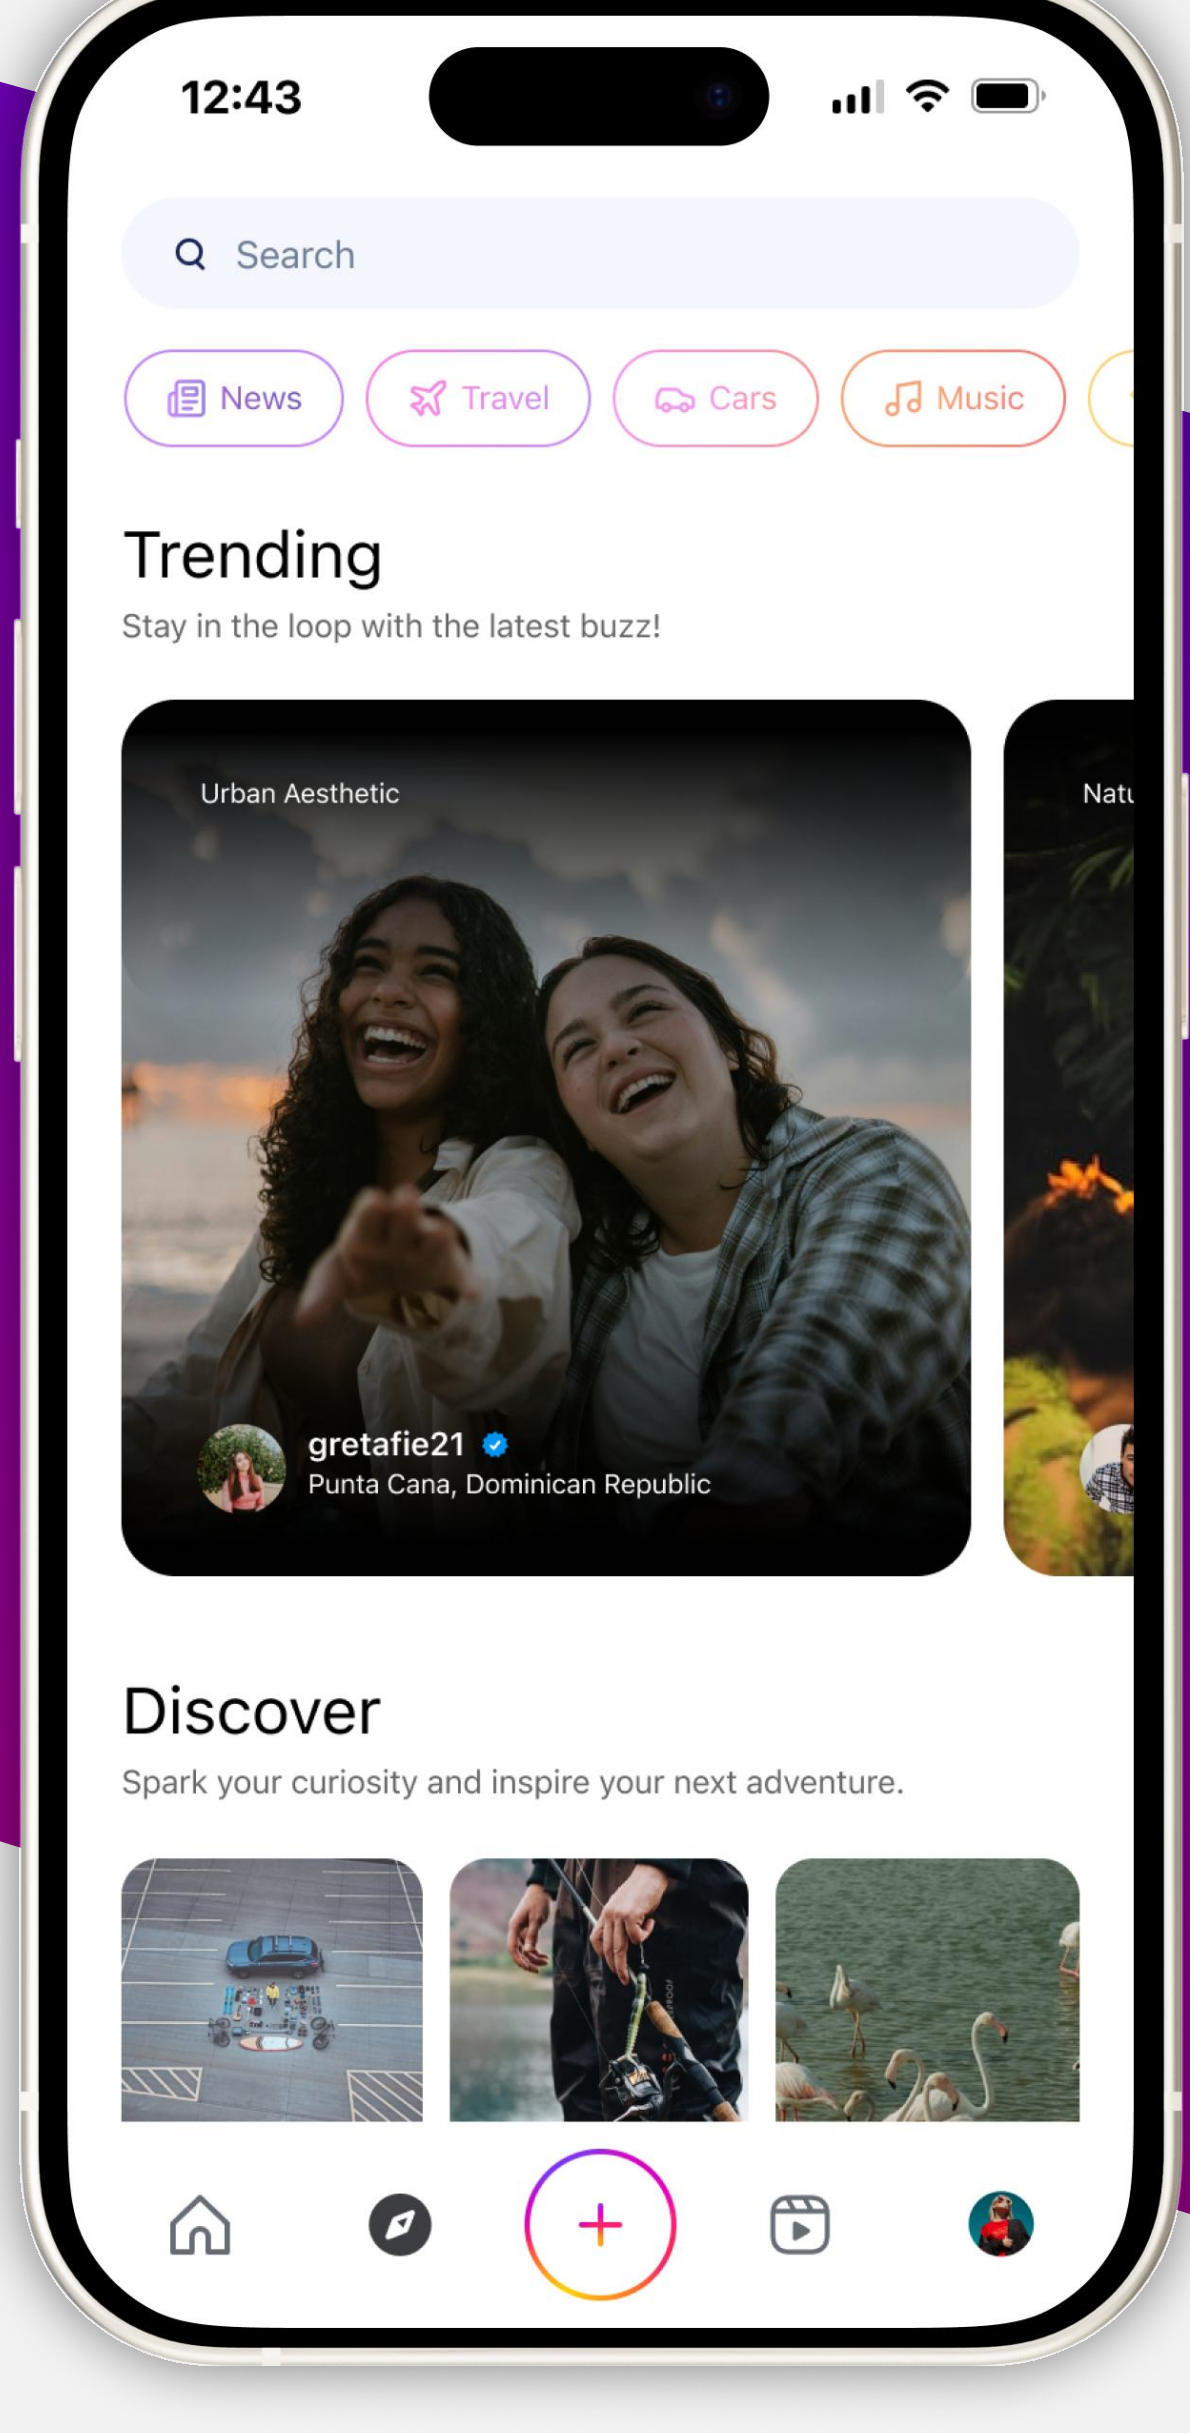 12:43
Search
News
Travel
Cars
Music
Trending
Stay in the loop with the latest buzz!
Urban Aesthetic
gretafie21
Punta Cana, Dominican Republic
Discover
Spark your curiosity and inspire your next adventure.